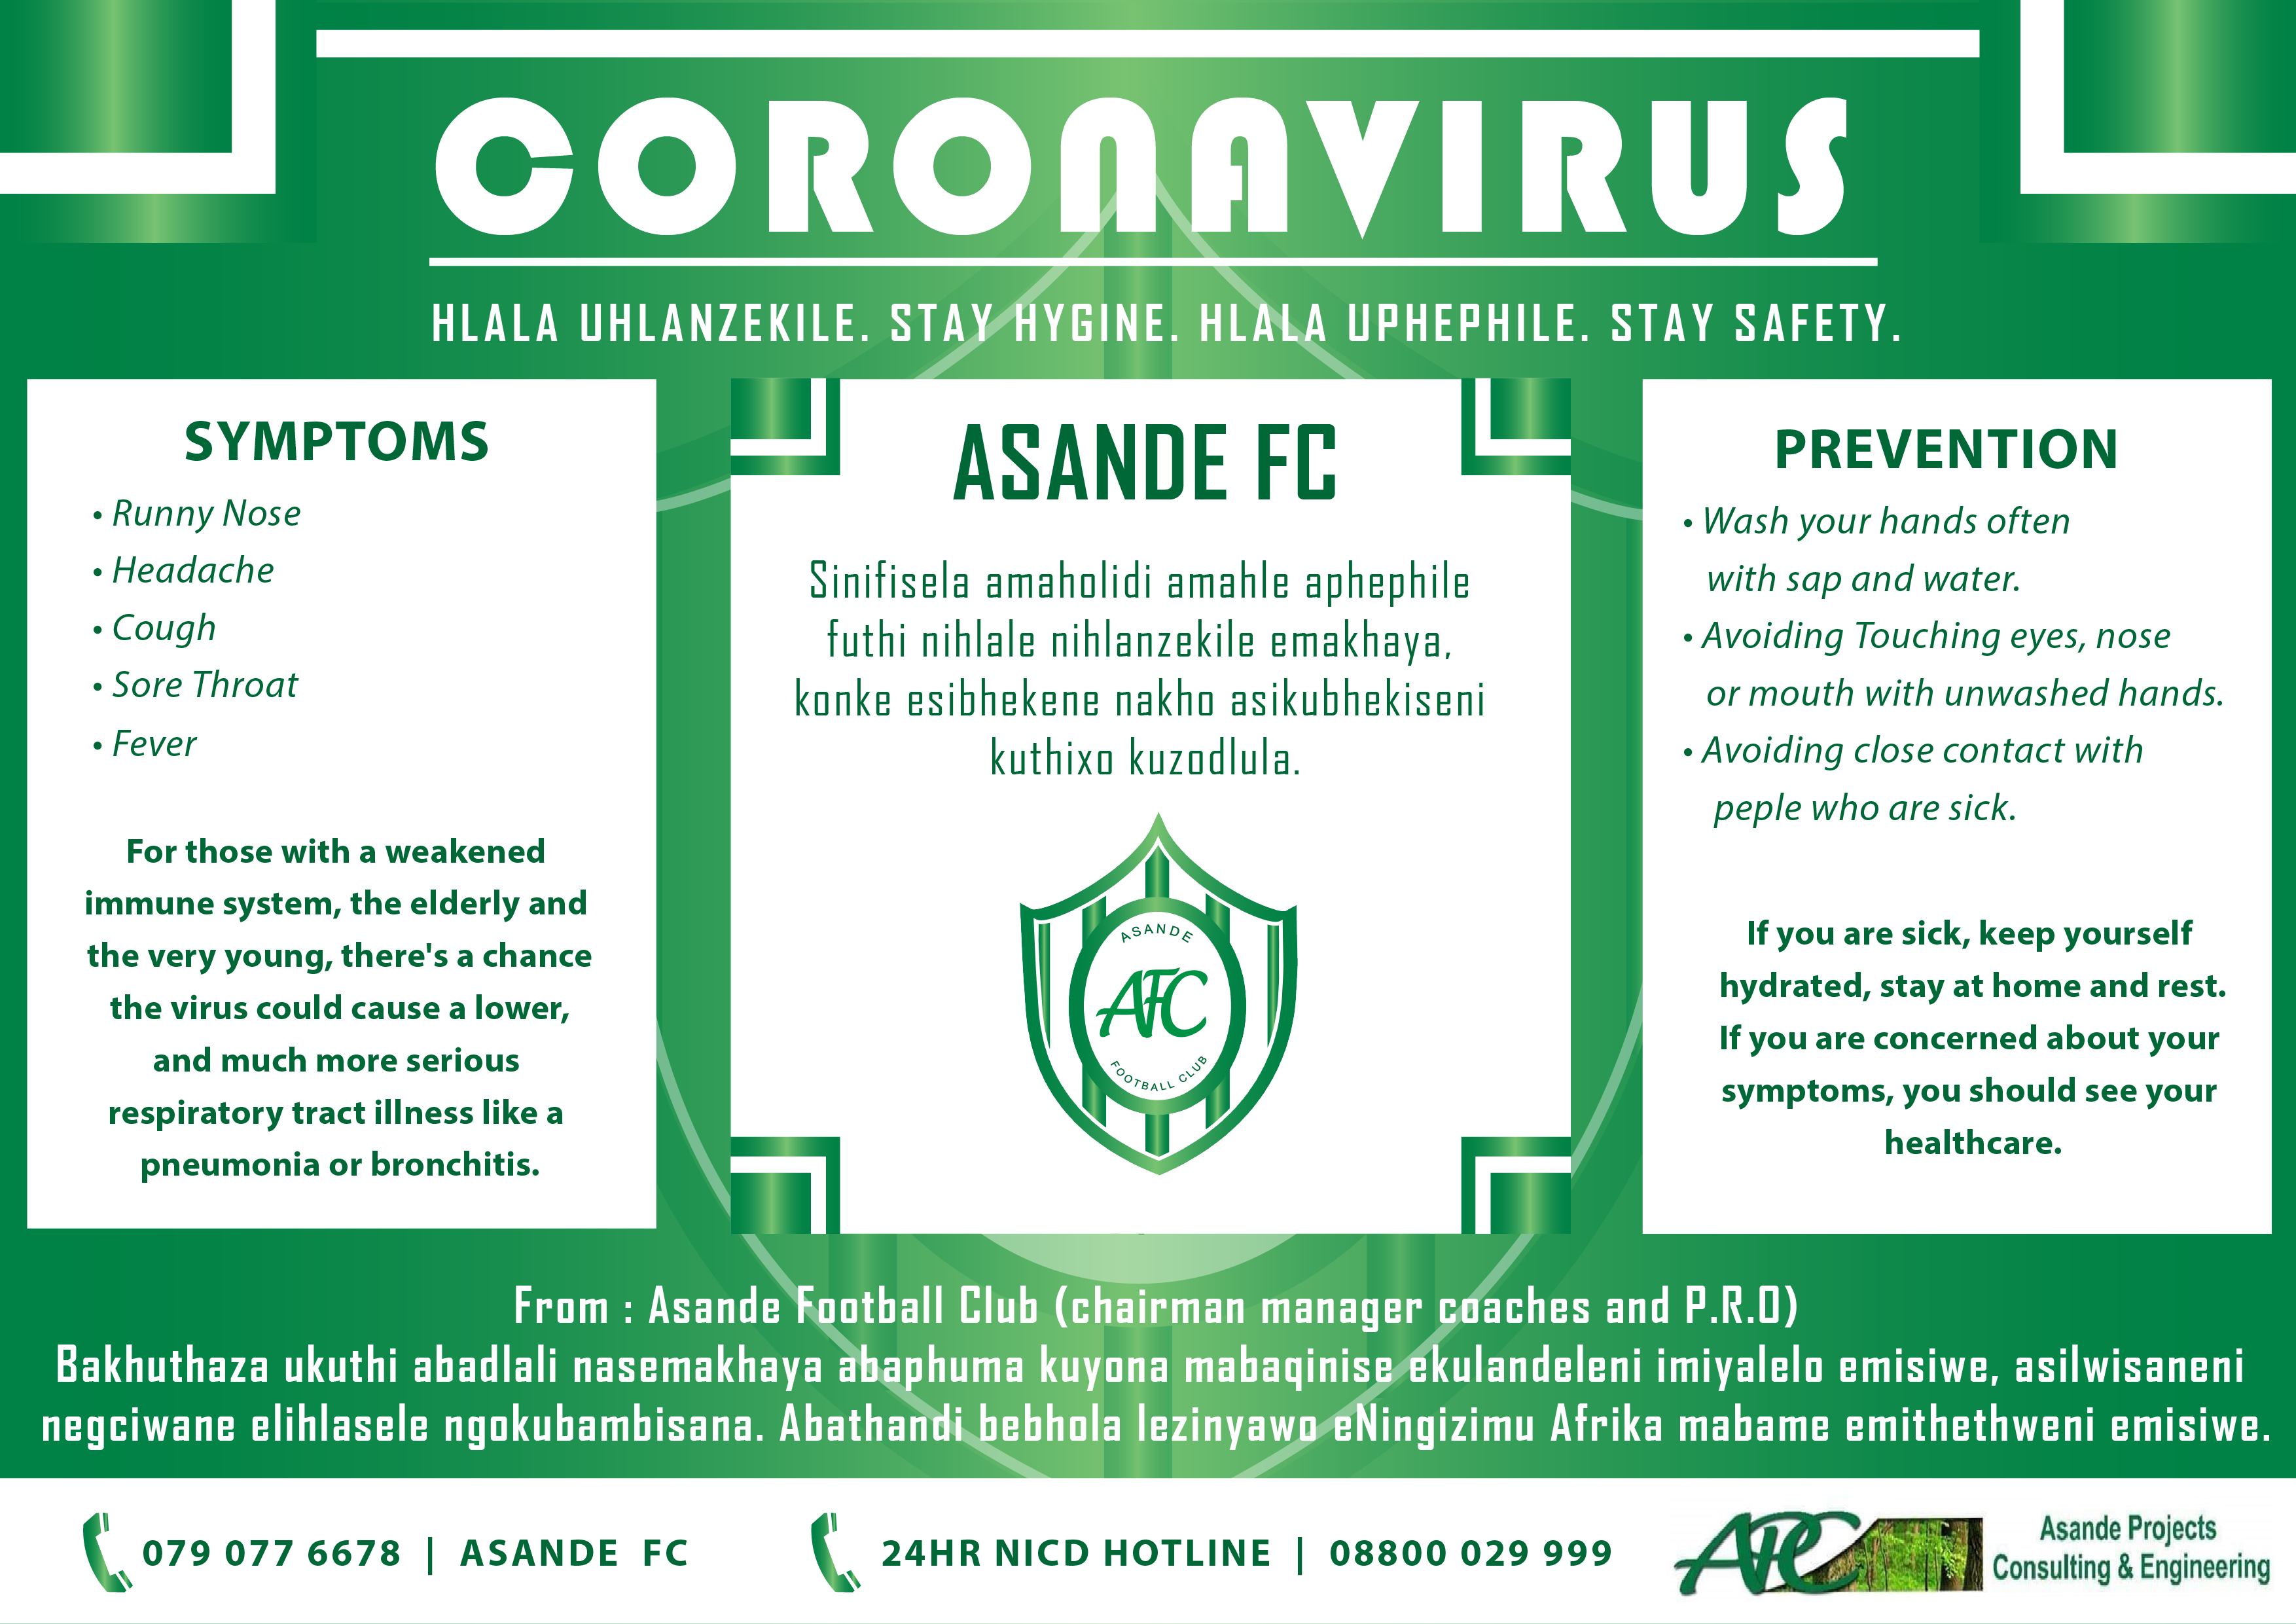 CORONAVIRUS
HLALA UHLANZEKILE. STAY HYGINE. HLALA UPHEPHILE. STAY SAFETY.
SYMPTOMS
• Runny Nose
• Headache
• Cough
• Sore Throat
• Fever
For those with a weakened
immune system, the elderly and
the very young, there's a chance
the virus could cause a lower,
and much more serious
respiratory tract illness like a
pneumonia or bronchitis.
ASANDE FC
Sinifisela amaholidi amahle aphephile
futhi nihlale nihlanzekile emakhaya,
konke esibhekene nakho asikubhekiseni
kuthixo kuzodlula.
ASANDE
AFC
FOOTBALL CLUB
PREVENTION
• Wash your hands often
with sap and water.
• Avoiding Touching eyes, nose
or mouth with unwashed hands.
• Avoiding close contact with
peple who are sick.
If you are sick, keep yourself
hydrated, stay at home and rest.
If you are concerned about your
symptoms, you should see your
healthcare.
From : Asande Football Club (chairman manager coaches and P.R.O)
Bakhuthaza ukuthi abadlali nasemakhaya abaphuma kuyona mabaqinise ekulandeleni imiyalelo emisiwe, asilwisaneni
negciwane elihlasele ngokubambisana. Abathandi bebhola lezinyawo eNingizimu Afrika mabame emithethweni emisiwe.
079 077 6678 | ASANDE FC
24HR NICD HOTLINE | 08800 029 999
APC
Asande Projects
Consulting & Engineering